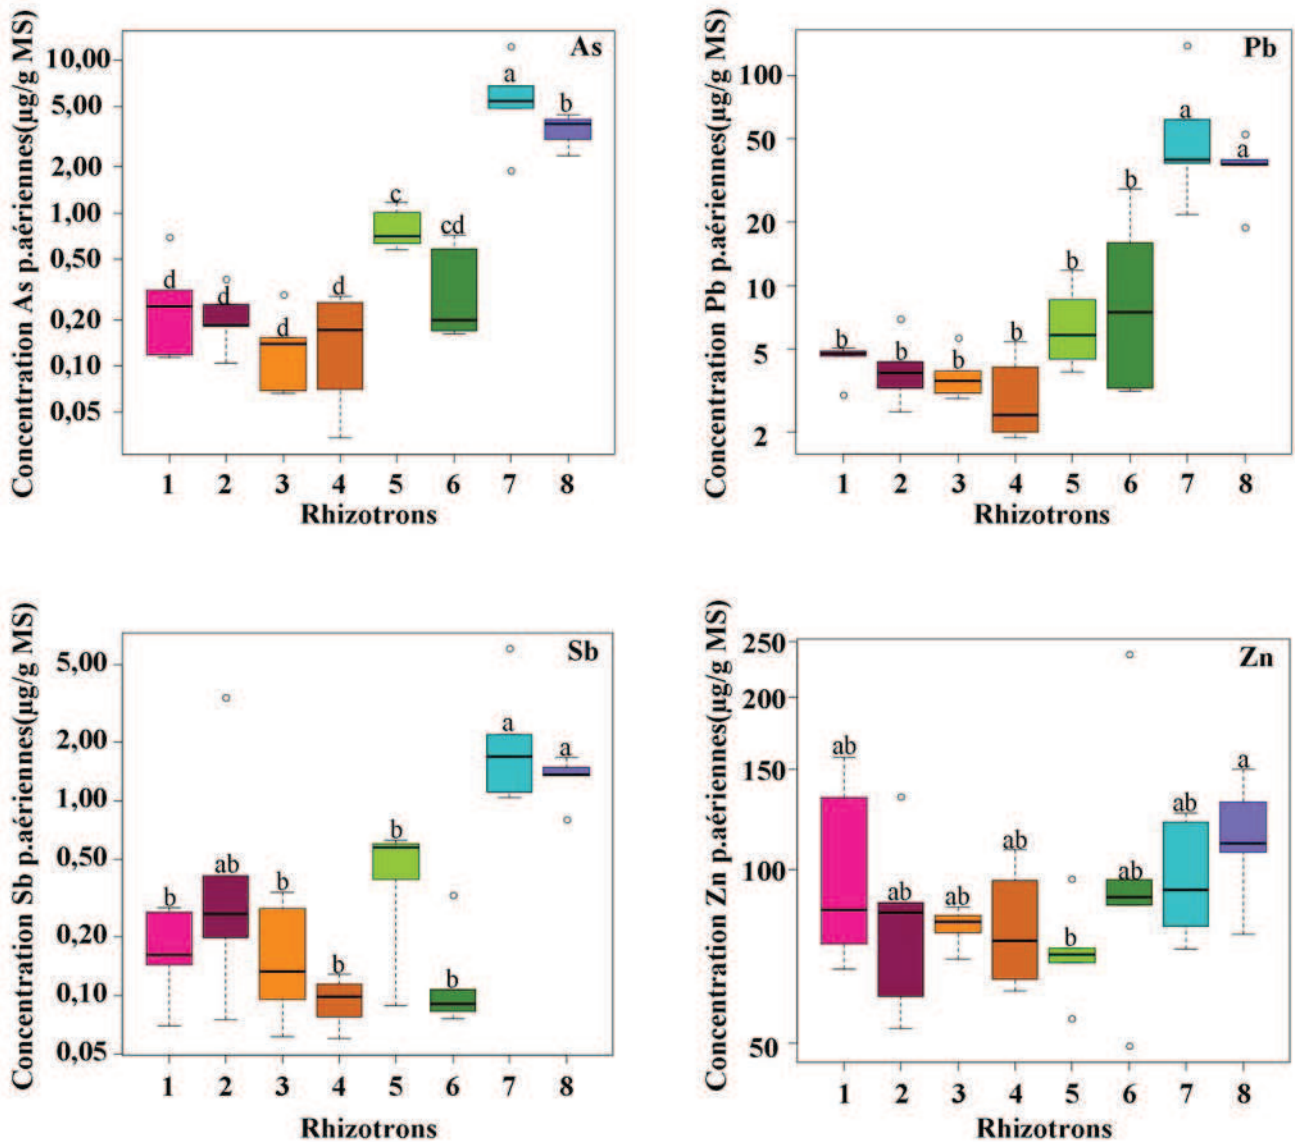 Concentration As p.aériennes(µg/g MS)
As
10,00
5,00
2,00
1,00
0,50
0,20
0,10
0,05
d
d
d
d
c
cd
a
b
1 2 3 4 5 6 7 8
Rhizotrons
Concentration Pb p.aériennes(µg/g MS)
Pb
100
50
20
10
5
2
b
b
b
b
b
b
a
a
1 2 3 4 5 6 7 8
Rhizotrons
Concentration Sb p.aériennes(µg/g MS)
Sb
5,00
2,00
1,00
0,50
0,20
0,10
0,05
b
ab
b
b
b
b
a
a
1 2 3 4 5 6 7 8
Rhizotrons
Concentration Zn p.aériennes(µg/g MS)
Zn
250
200
150
100
50
ab
ab
ab
ab
b
ab
ab
a
1 2 3 4 5 6 7 8
Rhizotrons